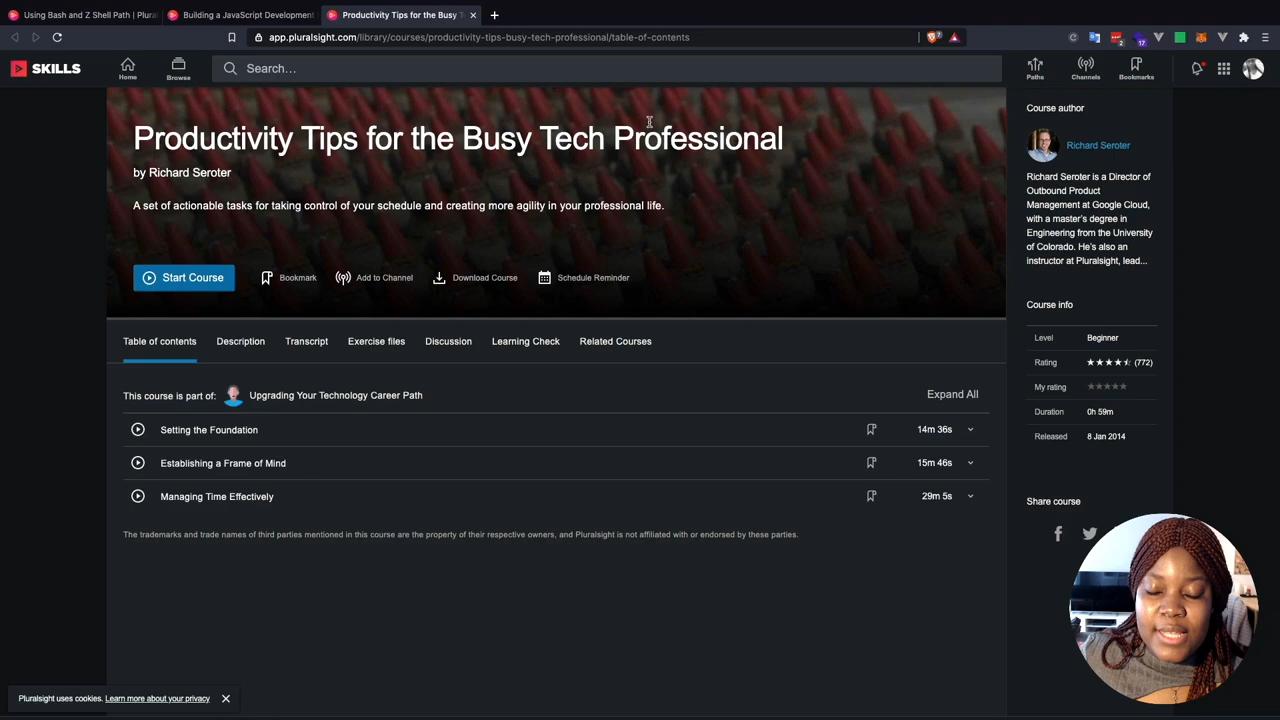 Using Bash and Z Shell Path | Plural
Building a JavaScript Development
Productivity Tips for the Busy T
app.pluralsight.com/library/courses/productivity-tips-busy-tech-professional/table-of-contents
7
2
17
SKILLS
Home
Browse
Search...
Paths
Channels
Bookmarks
Productivity Tips for the Busy Tech Professional
by Richard Seroter
A set of actionable tasks for taking control of your schedule and creating more agility in your professional life.
Start Course
Bookmark
Add to Channel
Download Course
Schedule Reminder
Table of contents
Description
Transcript
Exercise files
Discussion
Learning Check
Related Courses
This course is part of:
Upgrading Your Technology Career Path
Expand All
Setting the Foundation
14m 36s
Establishing a Frame of Mind
15m 46s
Managing Time Effectively
29m 5s
The trademarks and trade names of third parties mentioned in this course are the property of their respective owners, and Pluralsight is not affiliated with or endorsed by these parties.
Course author
Richard Seroter
Richard Seroter is a Director of
Outbound Product
Management at Google Cloud,
with a master's degree in
Engineering from the University
of Colorado. He's also an
instructor at Pluralsight, lead...
Course info
Level
Beginner
Rating
(772)
My rating
Duration
0h 59m
Released
8 Jan 2014
Share course
Pluralsight uses cookies. Learn more about your privacy